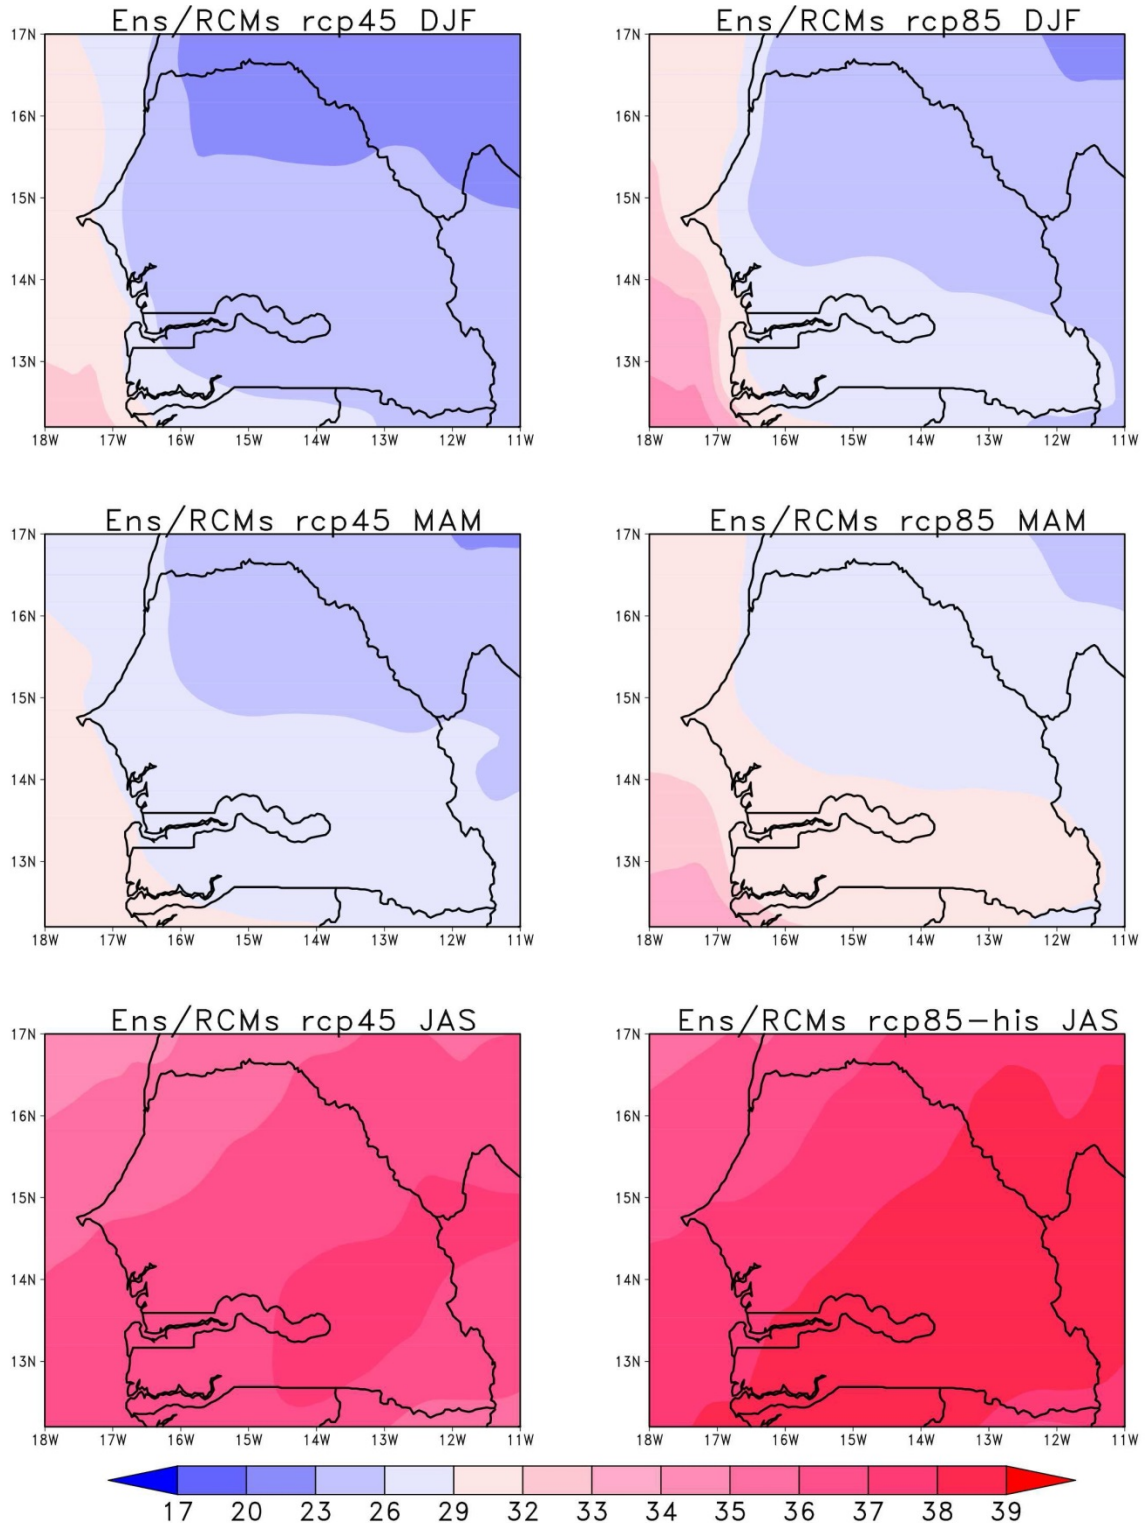 Ens/RCMs rcp45 DJF
17N
16N
15N
14N
13N
18W 17W 16W 15W 14W 13W 12W 11W
Ens/RCMs rcp85 DJF
17N
16N
15N
14N
13N
18W 17W 16W 15W 14W 13W 12W 11W
Ens/RCMs rcp45 MAM
17N
16N
15N
14N
13N
18W 17W 16W 15W 14W 13W 12W 11W
Ens/RCMs rcp85 MAM
17N
16N
15N
14N
13N
18W 17W 16W 15W 14W 13W 12W 11W
Ens/RCMs rcp45 JAS
17N
16N
15N
14N
13N
18W 17W 16W 15W 14W 13W 12W 11W
Ens/RCMs rcp85-his JAS
17N
16N
15N
14N
13N
18W 17W 16W 15W 14W 13W 12W 11W
17 20 23 26 29 32 33 34 35 36 37 38 39